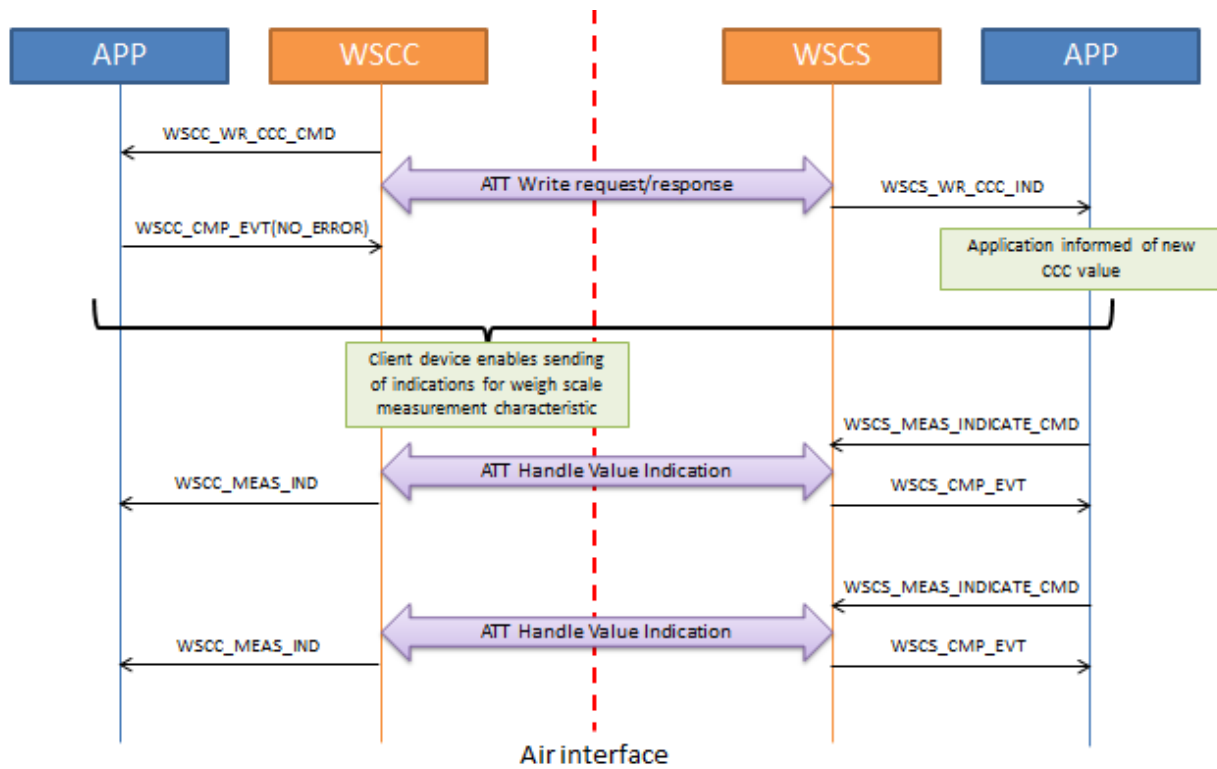 APP
WSCC
WSCS
APP
WSCC_WR_CCC_CMD
ATT Write request/response
WSCS_WR_CCC_IND
WSCC_CMP_EVT(NO_ERROR)
Application informed of new
CCC value
Client device enables sending
of indications for weigh scale
measurement characteristic
WSCS_MEAS_INDICATE_CMD
ATT Handle Value Indication
WSCC_MEAS_IND
WSCS_CMP_EVT
WSCS_MEAS_INDICATE_CMD
ATT Handle Value Indication
WSCC_MEAS_IND
WSCS_CMP_EVT
Air interface